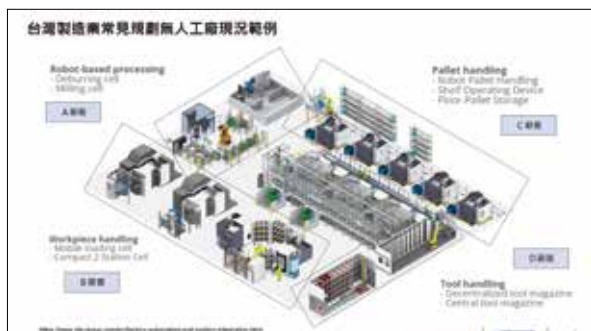 台灣製造業常見規劃無人工廠現況範例
Robot-based processing
- Deburring cell
- Milling cell
Pallet handling
- Robot Pallet Handling
- Shelf Operating Device
- Floor Pallet Storage
Workpiece handling
- Mobile loading cell
- Compact 2 Station Cell
Tool handling
- Decentralized tool magazine
- Central tool magazine